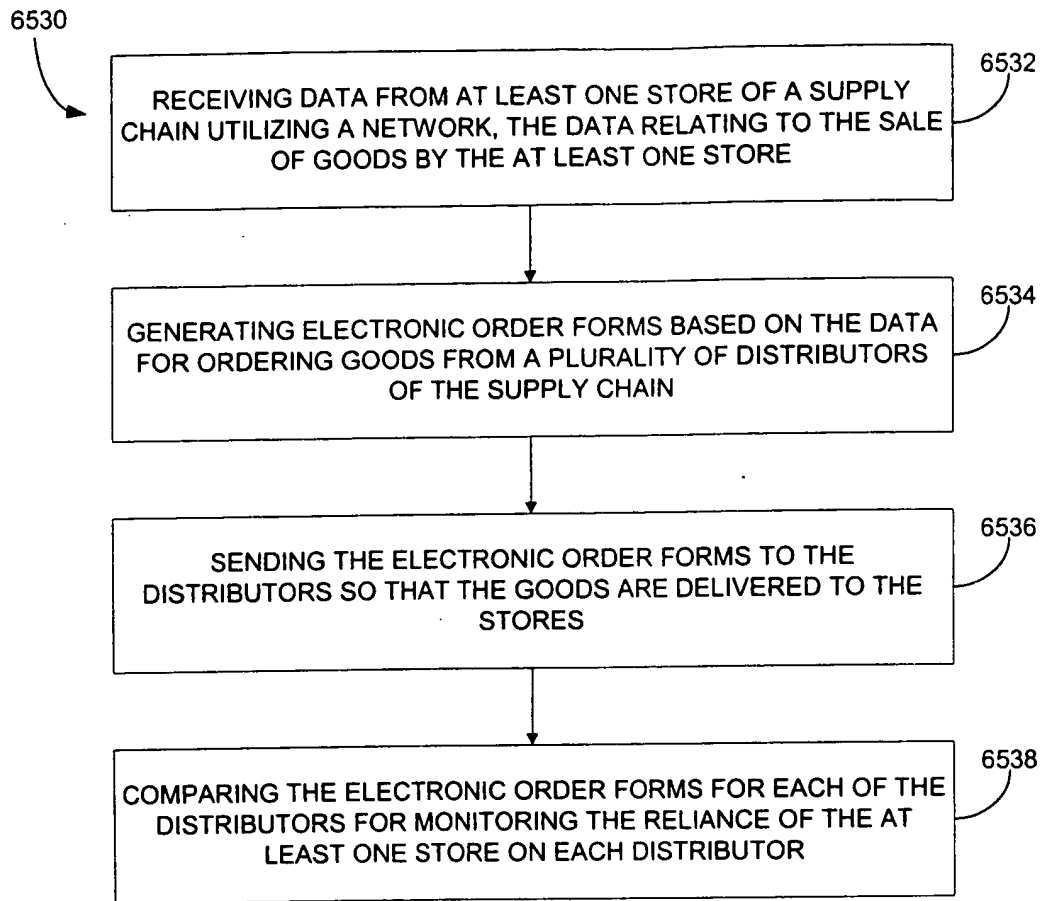 6530
6532
RECEIVING DATA FROM AT LEAST ONE STORE OF A SUPPLY
CHAIN UTILIZING A NETWORK, THE DATA RELATING TO THE SALE
OF GOODS BY THE AT LEAST ONE STORE
6534
GENERATING ELECTRONIC ORDER FORMS BASED ON THE DATA
FOR ORDERING GOODS FROM A PLURALITY OF DISTRIBUTORS
OF THE SUPPLY CHAIN
6536
SENDING THE ELECTRONIC ORDER FORMS TO THE
DISTRIBUTORS SO THAT THE GOODS ARE DELIVERED TO THE
STORES
6538
COMPARING THE ELECTRONIC ORDER FORMS FOR EACH OF THE
DISTRIBUTORS FOR MONITORING THE RELIANCE OF THE AT
LEAST ONE STORE ON EACH DISTRIBUTOR